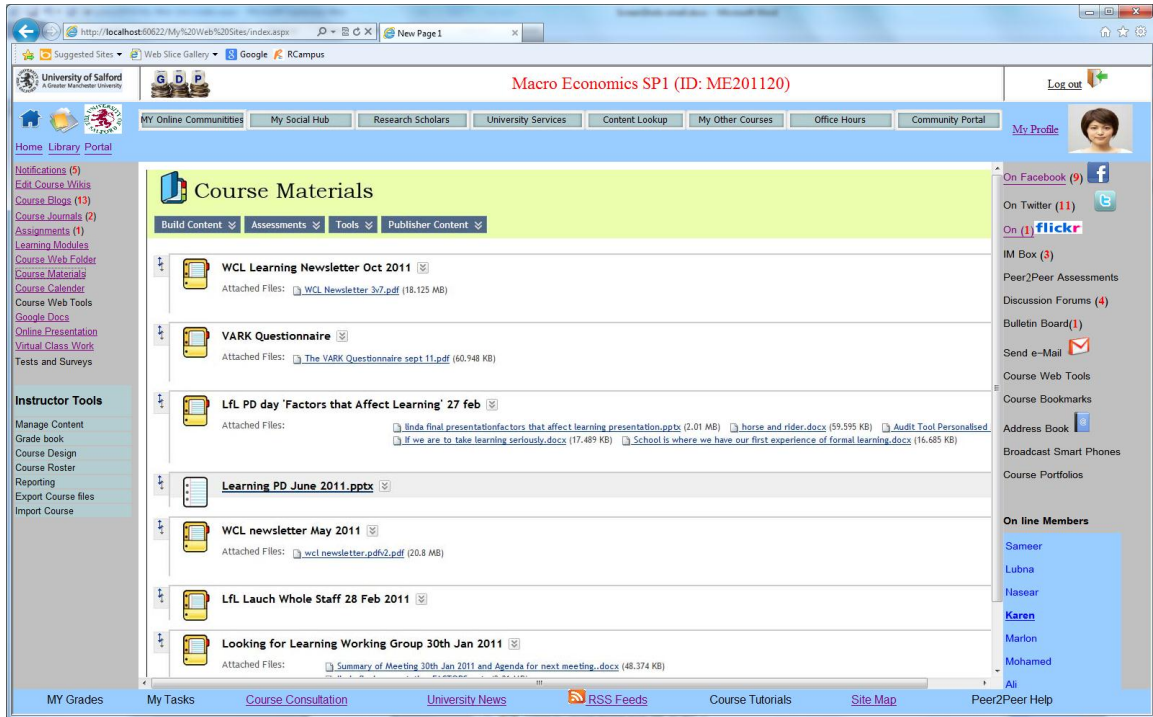 http://localhost:60622/My%20Web%20Sites/index.aspx
New Page 1
Suggested Sites
Web Slice Gallery
Google
RCampus
University of Salford
A Greater Manchester University
G D P
Macro Economics SP1 (ID: ME201120)
Log out
Home Library Portal
MY Online Communitities
My Social Hub
Research Scholars
University Services
Content Lookup
My Other Courses
Office Hours
Community Portal
My Profile
Notifications (5)
Edit Course Wikis
Course Blogs (13)
Course Journals (2)
Assignments (1)
Learning Modules
Course Web Folder
Course Materials
Course Calender
Course Web Tools
Google Docs
Online Presentation
Virtual Class Work
Tests and Surveys
Instructor Tools
Manage Content
Grade book
Course Design
Course Roster
Reporting
Export Course files
Import Course
Course Materials
Build Content
Assessments
Tools
Publisher Content
WCL Learning Newsletter Oct 2011
Attached Files: WCL Newsletter 3v7.pdf (18.125 MB)
VARK Questionnaire
Attached Files: The VARK Questionnaire sept 11.pdf (60.948 KB)
LfL PD day 'Factors that Affect Learning' 27 feb
Attached Files: linda final presentationfactors that affect learning presentation.pptx (2.01 MB) horse and rider.docx (59.595 KB) Audit Tool Personalised
If we are to take learning seriously.docx (17.489 KB) School is where we have our first experience of formal learning.docx (16.685 KB)
Learning PD June 2011.pptx
WCL newsletter May 2011
Attached Files: wcl newsletter.pdfv2.pdf (20.8 MB)
LfL Lauch Whole Staff 28 Feb 2011
Looking for Learning Working Group 30th Jan 2011
Attached Files: Summary of Meeting 30th Jan 2011 and Agenda for next meeting..docx (48.374 KB)
On Facebook (9)
On Twitter (11)
On (1) flickr
IM Box (3)
Peer2Peer Assessments
Discussion Forums (4)
Bulletin Board(1)
Send e-Mail
Course Web Tools
Course Bookmarks
Address Book
Broadcast Smart Phones
Course Portfolios
On line Members
Sameer
Lubna
Nasear
Karen
Marlon
Mohamed
Ali
MY Grades
My Tasks
Course Consultation
University News
RSS Feeds
Course Tutorials
Site Map
Peer2Peer Help